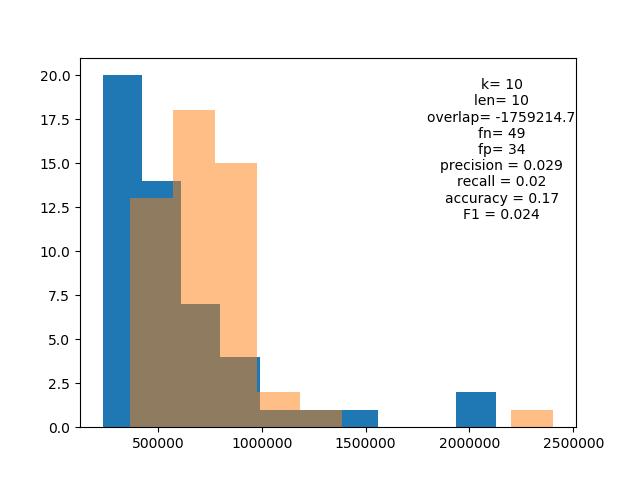 20.0
17.5
15.0
12.5
10.0
7.5
5.0
2.5
0.0
k= 10
len= 10
overlap= -1759214.7
fn= 49
fp= 34
precision = 0.029
recall = 0.02
accuracy = 0.17
F1 = 0.024
500000 1000000 1500000 2000000 2500000